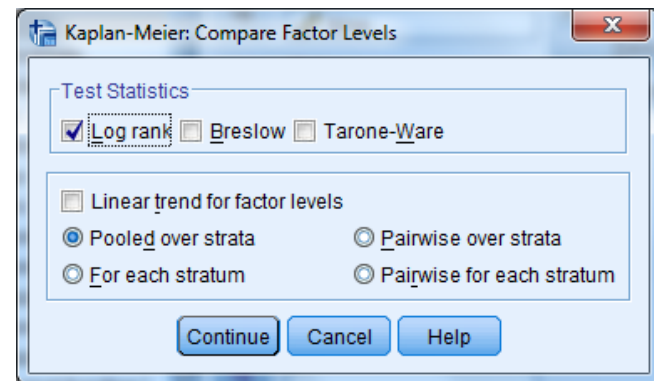 Kaplan-Meier: Compare Factor Levels
Test Statistics
Log rank Breslow Tarone-Ware
Linear trend for factor levels
Pooled over strata Pairwise over strata
For each stratum Pairwise for each stratum
Continue Cancel Help